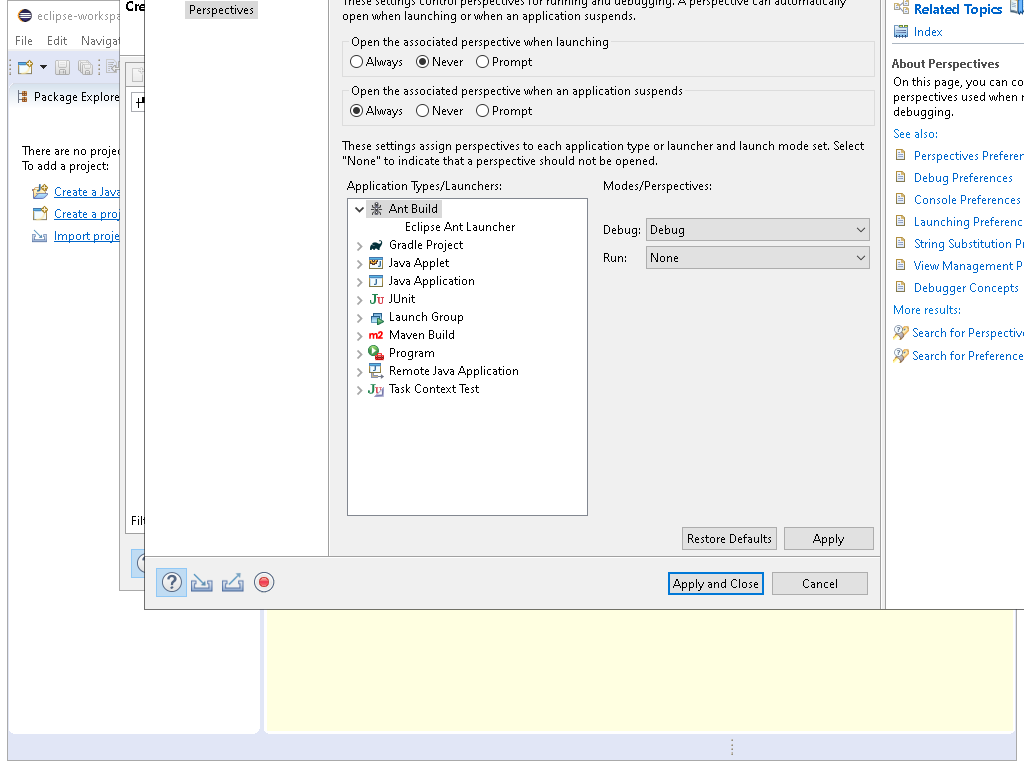 eclipse-workspa
Cre
Perspectives
These settings control perspectives for running and debugging. A perspective can automatically
open when launching or when an application suspends.
Related Topics
File Edit Naviga
Open the associated perspective when launching
Index
Always Never Prompt
About Perspectives
On this page, you can co
perspectives used when r
debugging.
Package Explore
Open the associated perspective when an application suspends
Always Never Prompt
See also:
There are no projec
To add a project:
These settings assign perspectives to each application type or launcher and launch mode set. Select
"None" to indicate that a perspective should not be opened.
Perspectives Preferen
Debug Preferences
Console Preferences
Launching Preferenc
String Substitution Pr
View Management P
Debugger Concepts
More results:
Search for Perspective
Search for Preference
Create a Java
Create a proj
Import proje
Application Types/Launchers:
Modes/Perspectives:
Ant Build
Eclipse Ant Launcher
Gradle Project
Java Applet
Java Application
JUnit
Launch Group
Maven Build
Program
Remote Java Application
Task Context Test
Debug: Debug
Run: None
Filt
Restore Defaults Apply
Apply and Close Cancel